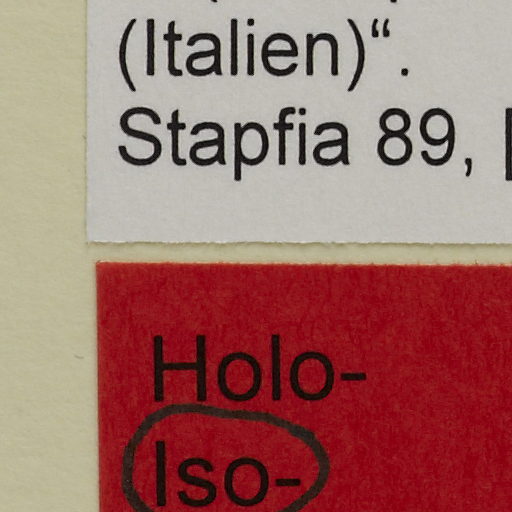 (Italien)“.
Stapfia 89,
Holo-
Iso-